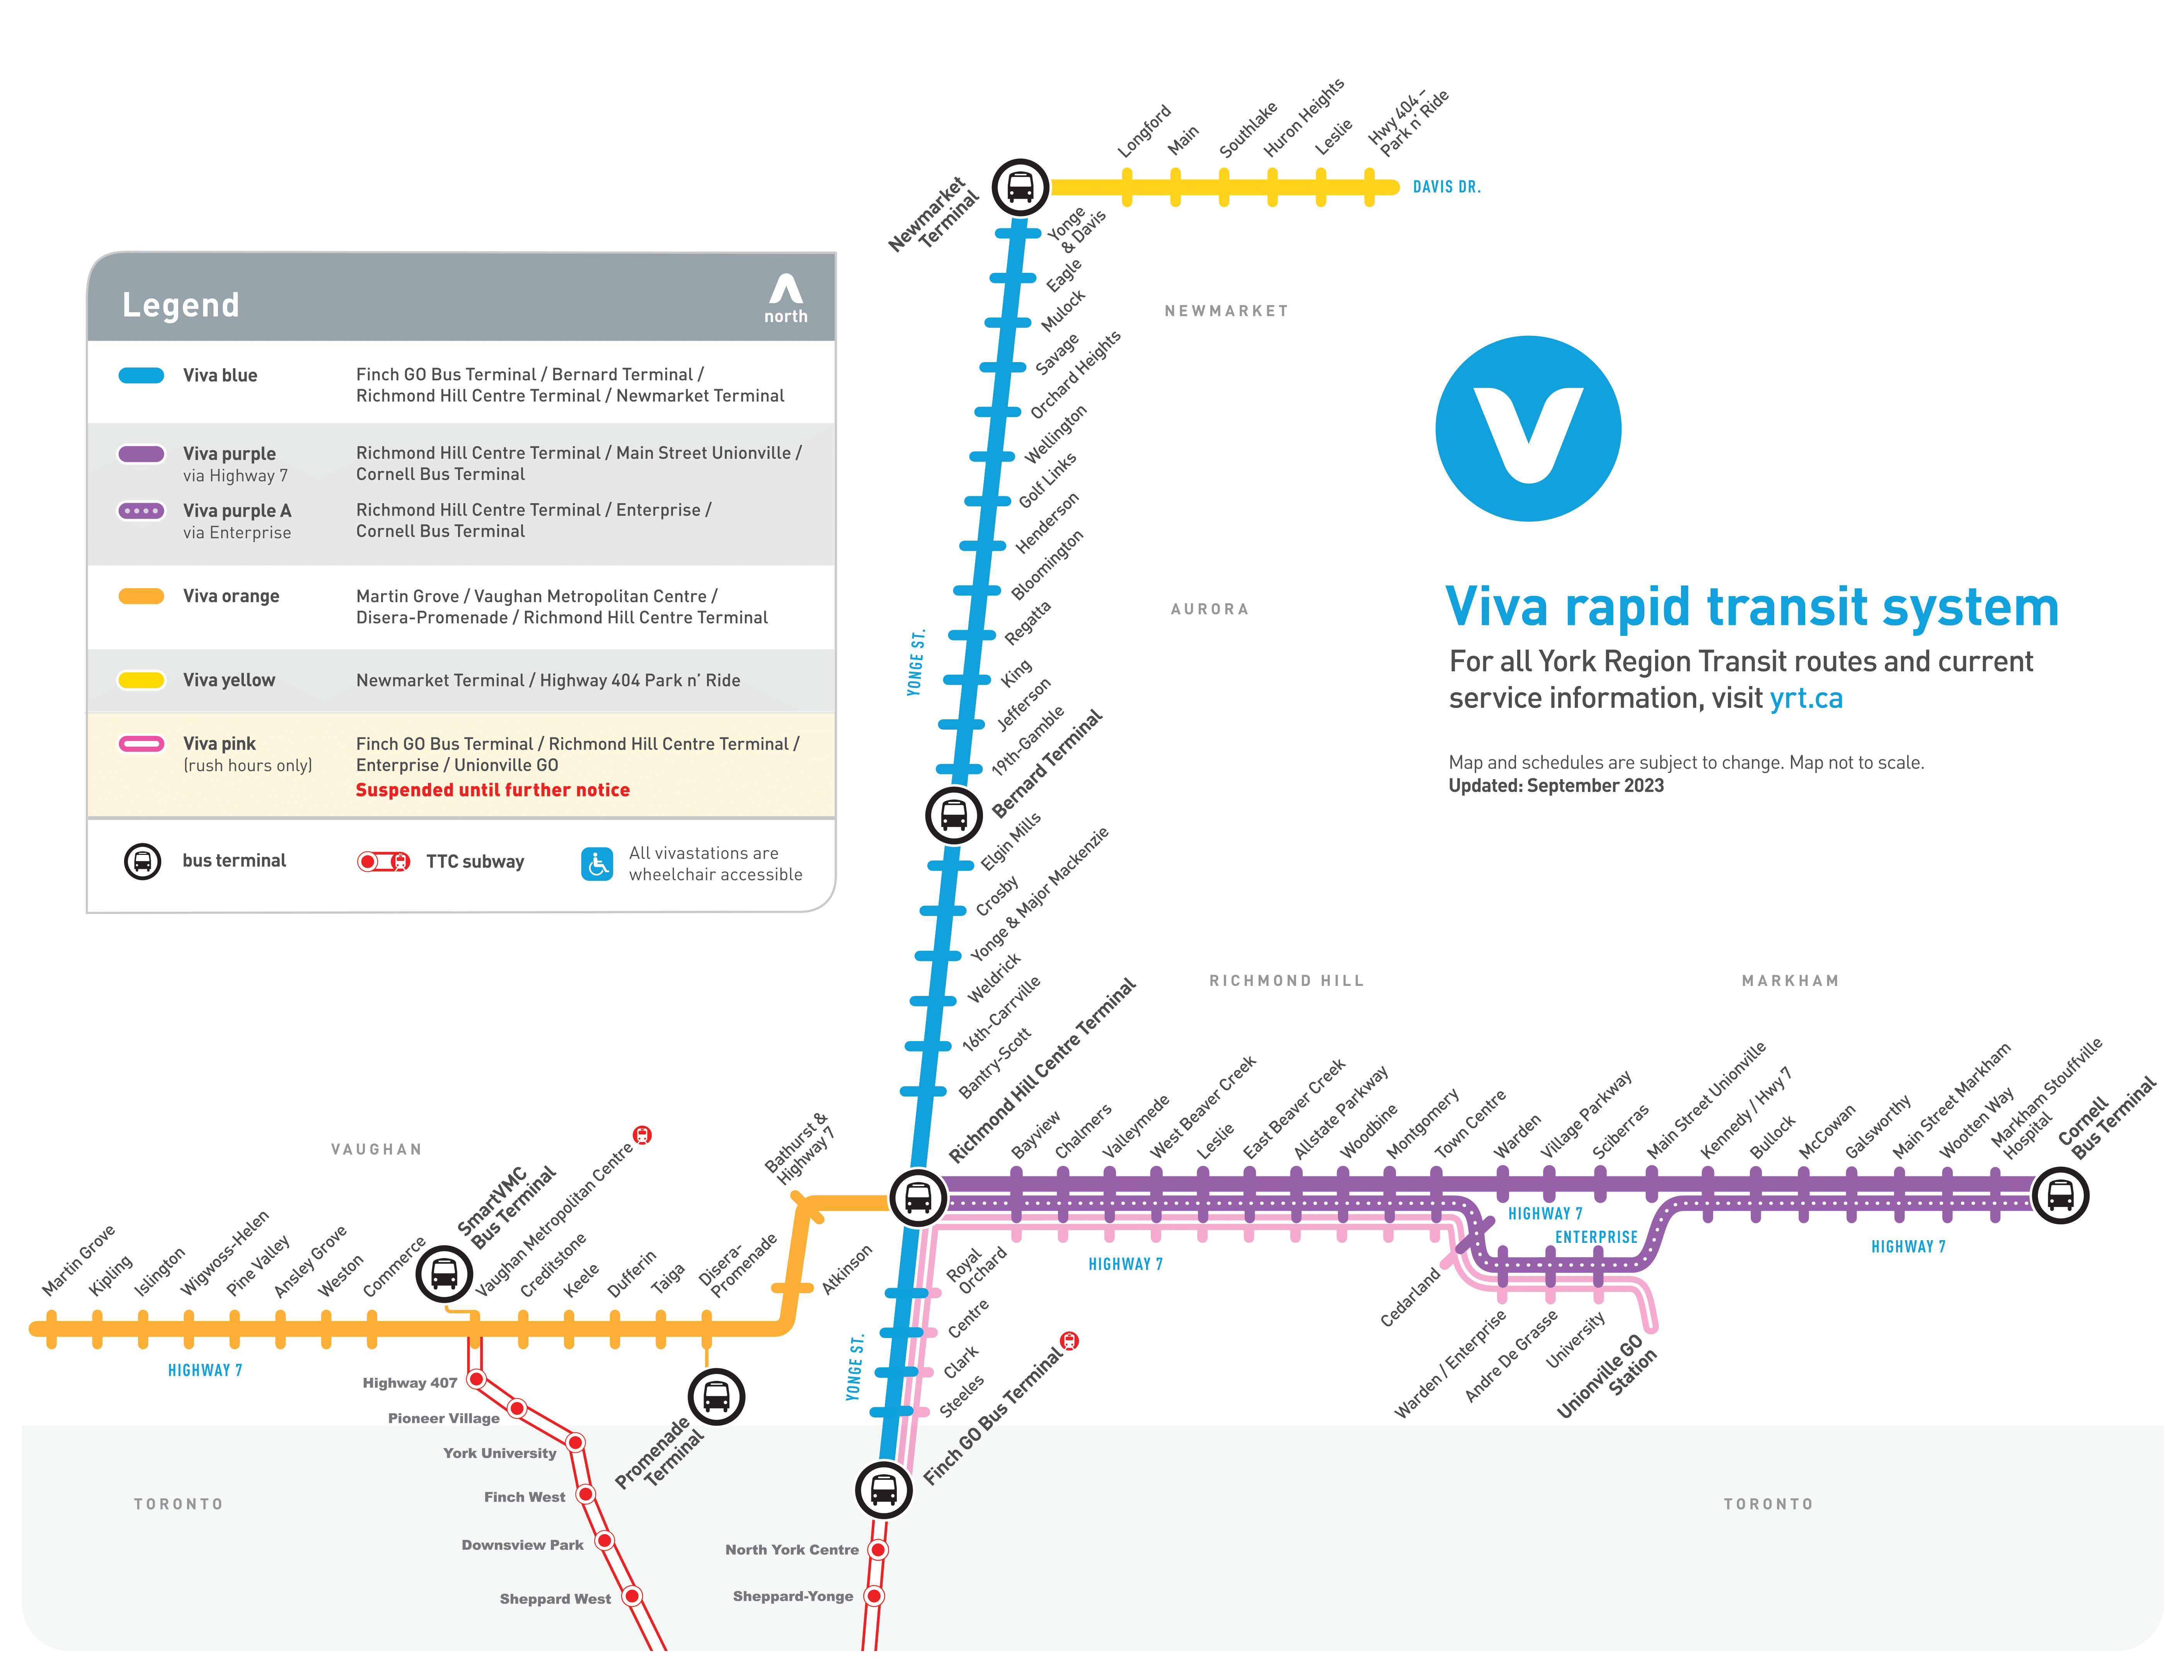 Longford
Main
Southlake
Huron Heights
Leslie
Hwy 404 –
Park n' Ride
DAVIS DR.
Newmarket
Terminal
Yonge
& Davis
Eagle
Mulock
Savage
Orchard Heights
Wellington
Golf Links
Henderson
Bloomington
Regatta
King
Jefferson
19th-Gamble
Bernard Terminal
Elgin Mills
Crosby
Yonge & Major Mackenzie
Weldrick
16th-Carrville
Bantry-Scott
Richmond Hill Centre Terminal
YONGE ST.
NEWMARKET
AURORA
RICHMOND HILL
MARKHAM
Legend
north
Viva blue
Finch GO Bus Terminal / Bernard Terminal /
Richmond Hill Centre Terminal / Newmarket Terminal
Viva purple
via Highway 7
Richmond Hill Centre Terminal / Main Street Unionville /
Cornell Bus Terminal
Viva purple A
via Enterprise
Richmond Hill Centre Terminal / Enterprise /
Cornell Bus Terminal
Viva orange
Martin Grove / Vaughan Metropolitan Centre /
Disera-Promenade / Richmond Hill Centre Terminal
Viva yellow
Newmarket Terminal / Highway 404 Park n' Ride
Viva pink
(rush hours only)
Finch GO Bus Terminal / Richmond Hill Centre Terminal /
Enterprise / Unionville GO
Suspended until further notice
bus terminal
TTC subway
All vivastations are
wheelchair accessible
Viva rapid transit system
For all York Region Transit routes and current
service information, visit yrt.ca
Map and schedules are subject to change. Map not to scale.
Updated: September 2023
VAUGHAN
Martin Grove
Kipling
Islington
Wigwoss-Helen
Pine Valley
Ansley Grove
Weston
Commerce
SmartVMC
Bus Terminal
Vaughan Metropolitan Centre
Creditstone
Keele
Dufferin
Taiga
Disera-
Promenade
Bathurst &
Highway 7
Atkinson
HIGHWAY 7
Promenade
Terminal
Bayview
Chalmers
Valleymede
West Beaver Creek
Leslie
East Beaver Creek
Allstate Parkway
Woodbine
Montgomery
Town Centre
Warden
Village Parkway
Sciberras
Main Street Unionville
Kennedy / Hwy 7
Bullock
McCowan
Galsworthy
Main Street Markham
Wootten Way
Markham Stouffville
Hospital
Cornell
Bus Terminal
HIGHWAY 7
HIGHWAY 7
ENTERPRISE
HIGHWAY 7
Cedarland
Warden / Enterprise
Andre De Grasse
University
Unionville GO
Station
Royal
Orchard
Centre
Clark
Steeles
YONGE ST.
Finch GO Bus Terminal
Highway 407
Pioneer Village
York University
Finch West
Downsview Park
Sheppard West
North York Centre
Sheppard-Yonge
TORONTO
TORONTO